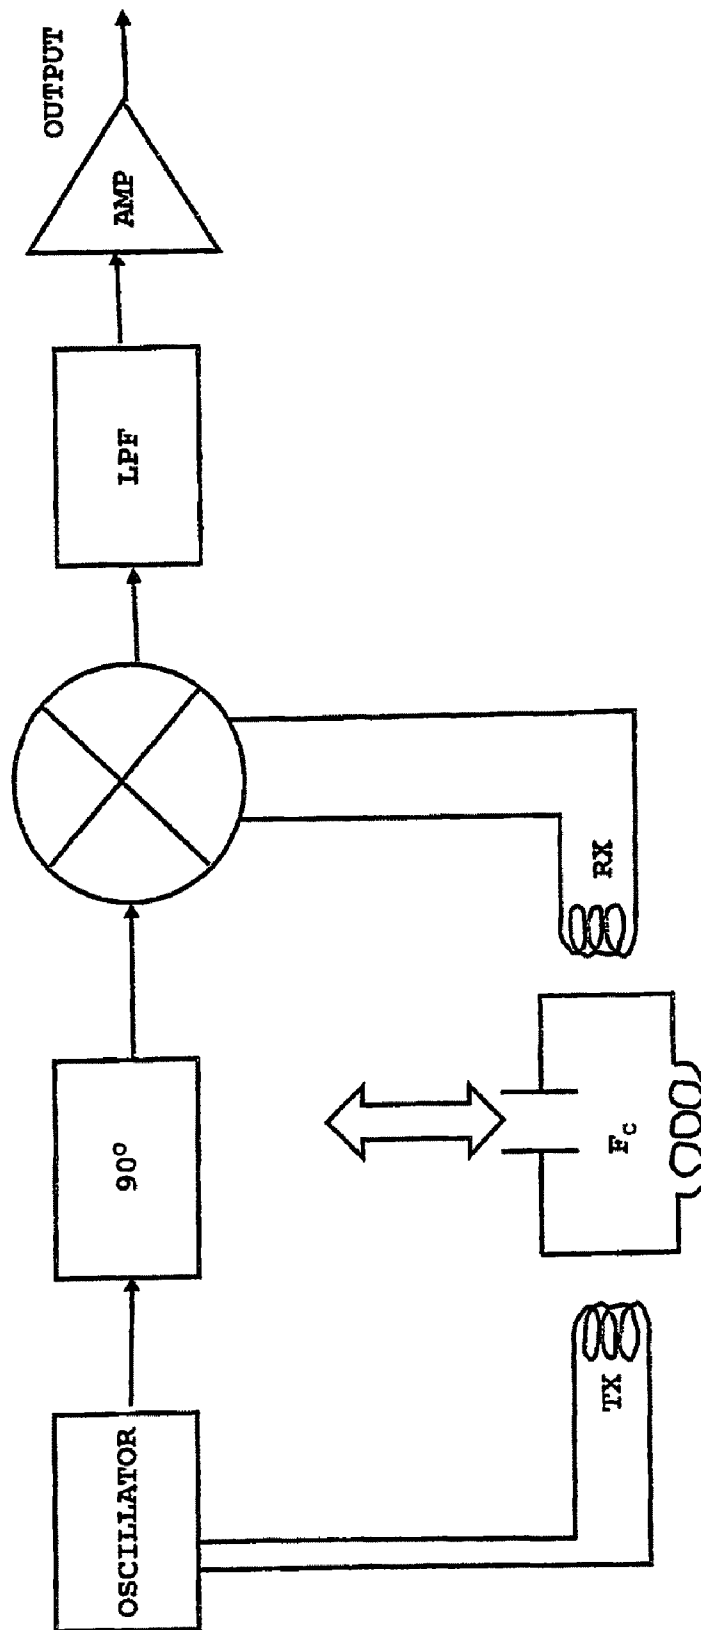 OSCILLATOR
90°
LPF
AMP
OUTPUT
TX
F_C
RX